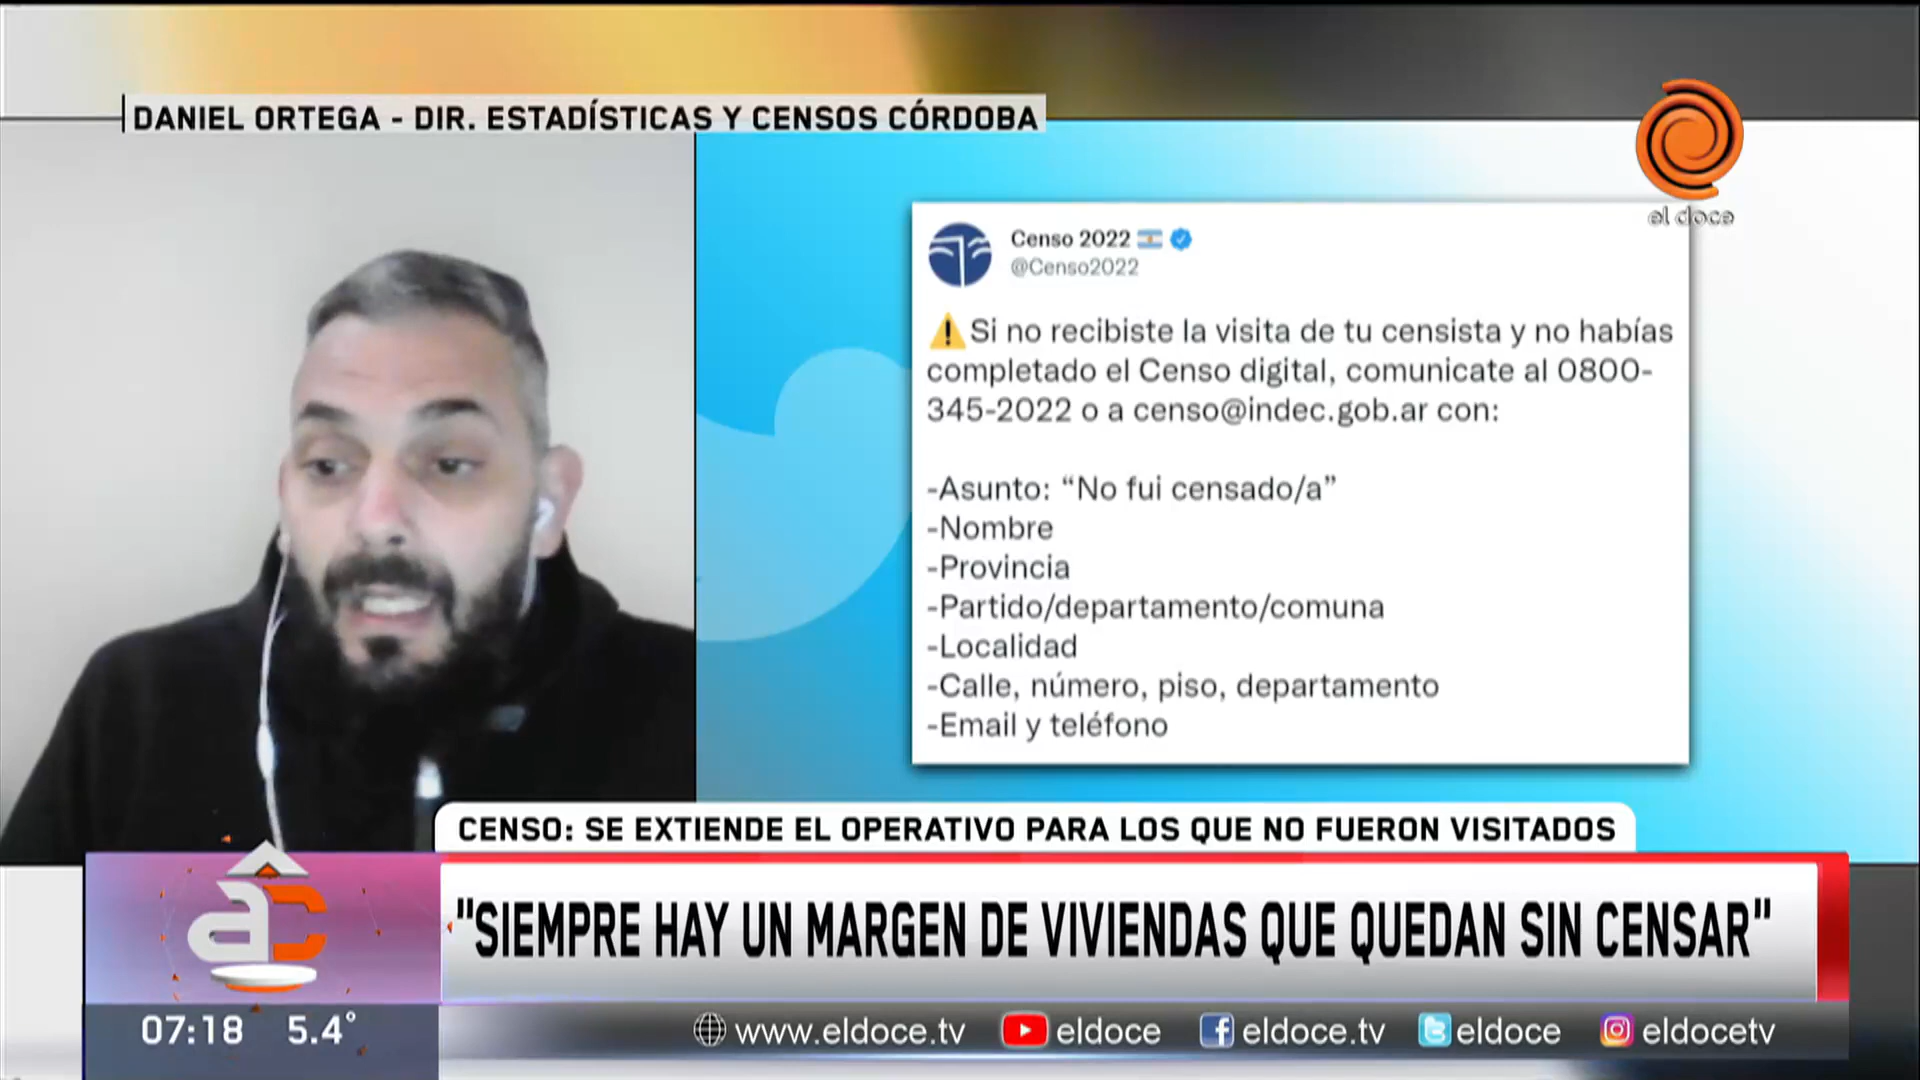 DANIEL ORTEGA - DIR. ESTADÍSTICAS Y CENSOS CÓRDOBA
el doce
Censo 2022
@Censo2022
Si no recibiste la visita de tu censista y no habías
completado el Censo digital, comunicate al 0800-
345-2022 o a censo@indec.gob.ar con:
-Asunto: “No fui censado/a”
-Nombre
-Provincia
-Partido/departamento/comuna
-Localidad
-Calle, número, piso, departamento
-Email y teléfono
CENSO: SE EXTIENDE EL OPERATIVO PARA LOS QUE NO FUERON VISITADOS
"SIEMPRE HAY UN MARGEN DE VIVIENDAS QUE QUEDAN SIN CENSAR"
âc
07:18 5.4°
www.eldoce.tv eldoce eldoce.tv eldoce eldocetv